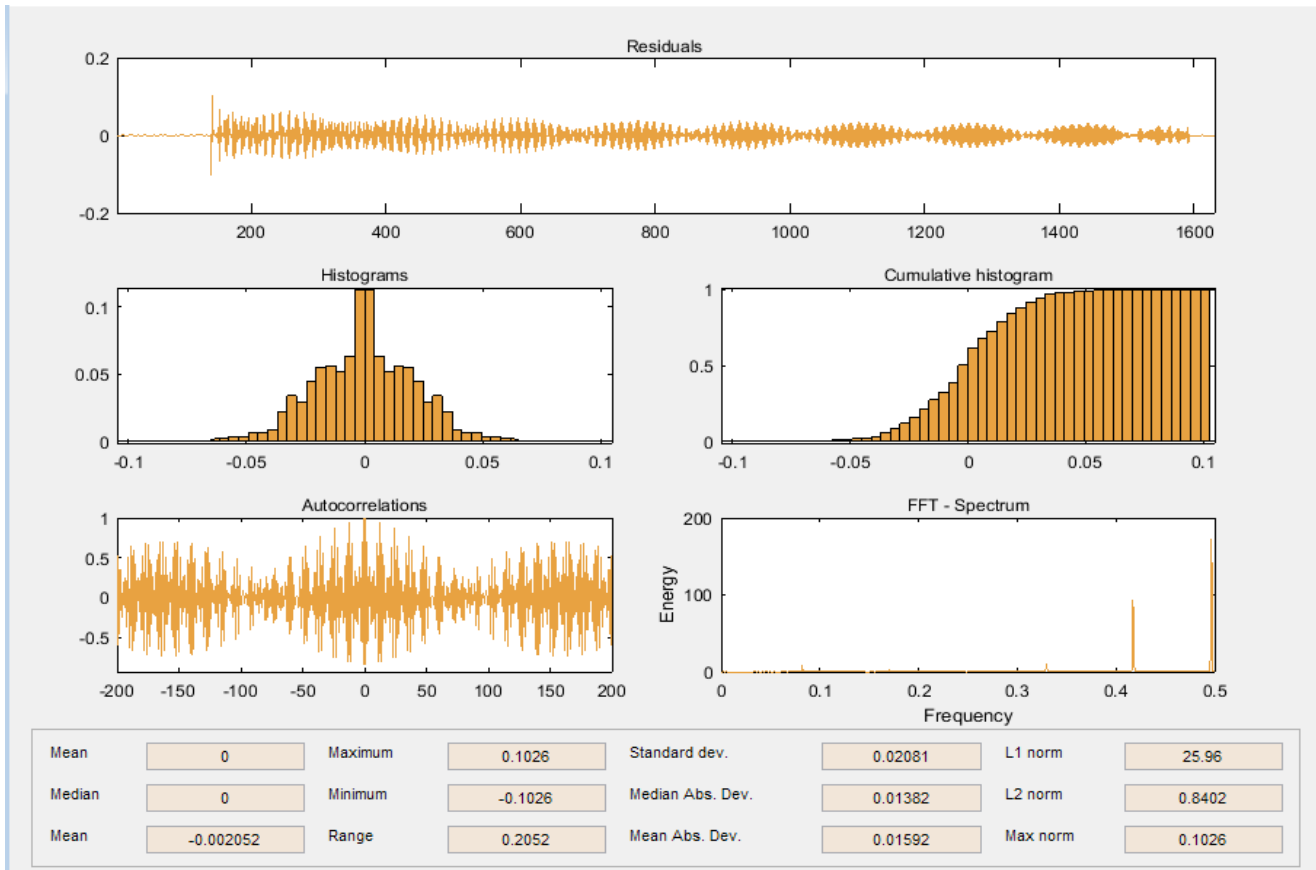 Residuals
0.2
0
-0.2
200 400 600 800 1000 1200 1400 1600
Histograms
0.1
0.05
0
-0.1 -0.05 0 0.05 0.1
Cumulative histogram
1
0.5
0
-0.1 -0.05 0 0.05 0.1
Autocorrelations
1
0.5
0
-0.5
-200 -150 -100 -50 0 50 100 150 200
FFT - Spectrum
Energy
200
100
0
0 0.1 0.2 0.3 0.4 0.5
Frequency
Mean 0 Maximum 0.1026 Standard dev. 0.02081 L1 norm 25.96
Median 0 Minimum -0.1026 Median Abs. Dev. 0.01382 L2 norm 0.8402
Mean -0.002052 Range 0.2052 Mean Abs. Dev. 0.01592 Max norm 0.1026